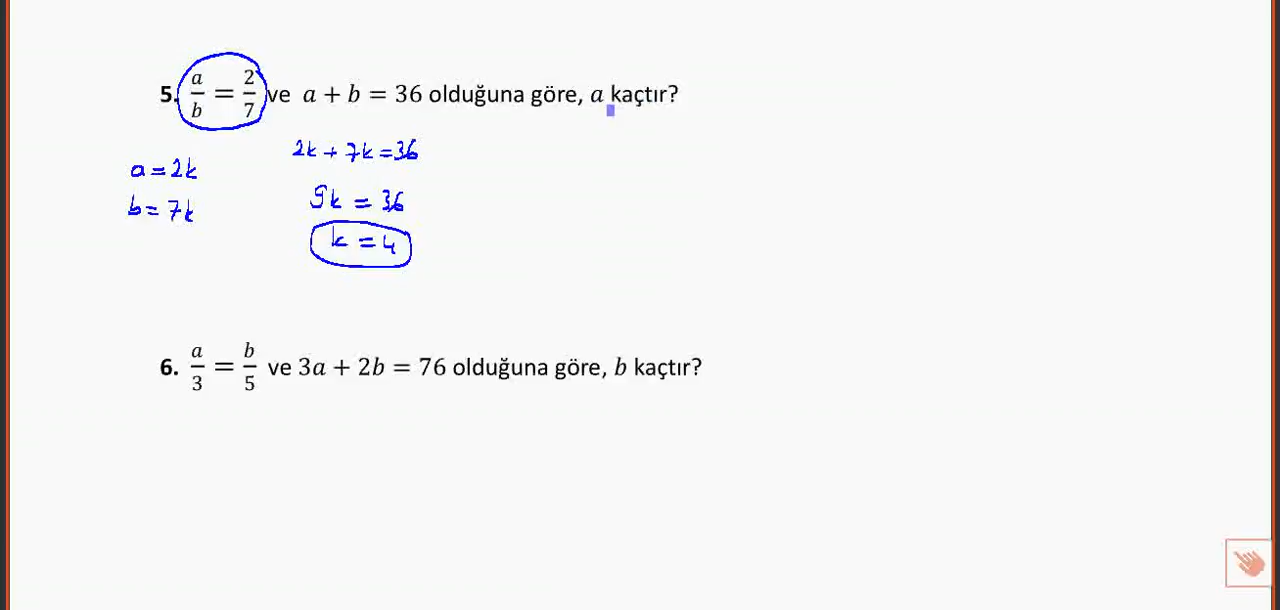 5. a/b = 2/7 ve a + b = 36 olduğuna göre, a kaçtır?
a = 2k
2k + 7k = 36
b = 7k
9k = 36
k = 4
6. a/3 = b/5 ve 3a + 2b = 76 olduğuna göre, b kaçtır?